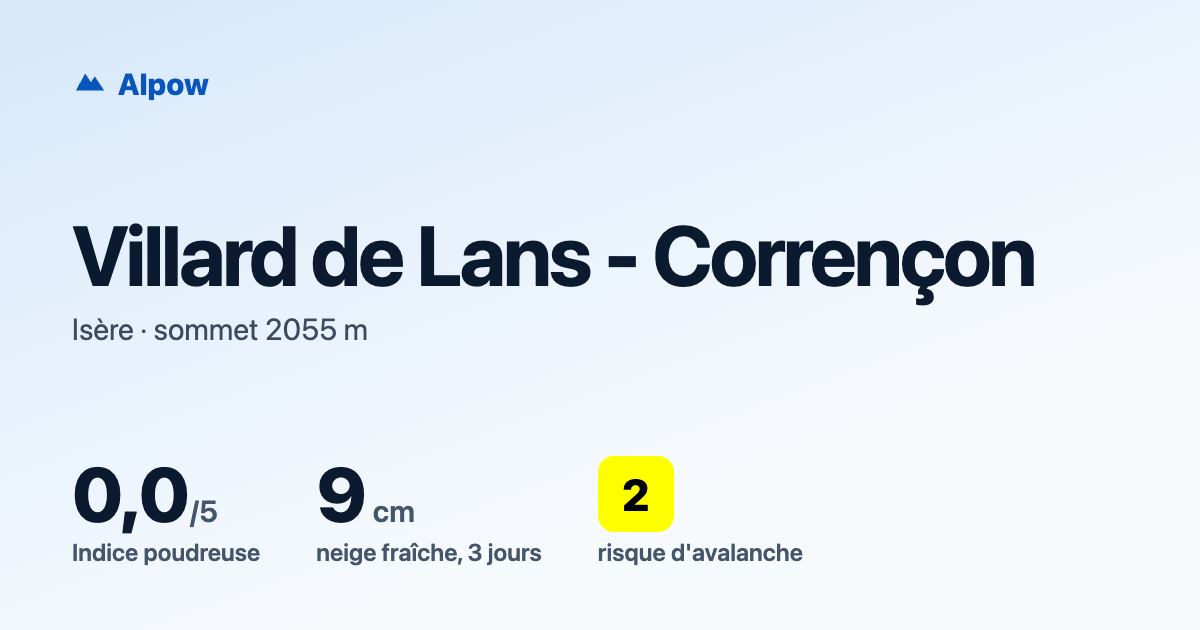 Alpow
Villard de Lans - Corrençon
Isère · sommet 2055 m
0,0/5
Indice poudreuse
9 cm
neige fraîche, 3 jours
2
risque d'avalanche